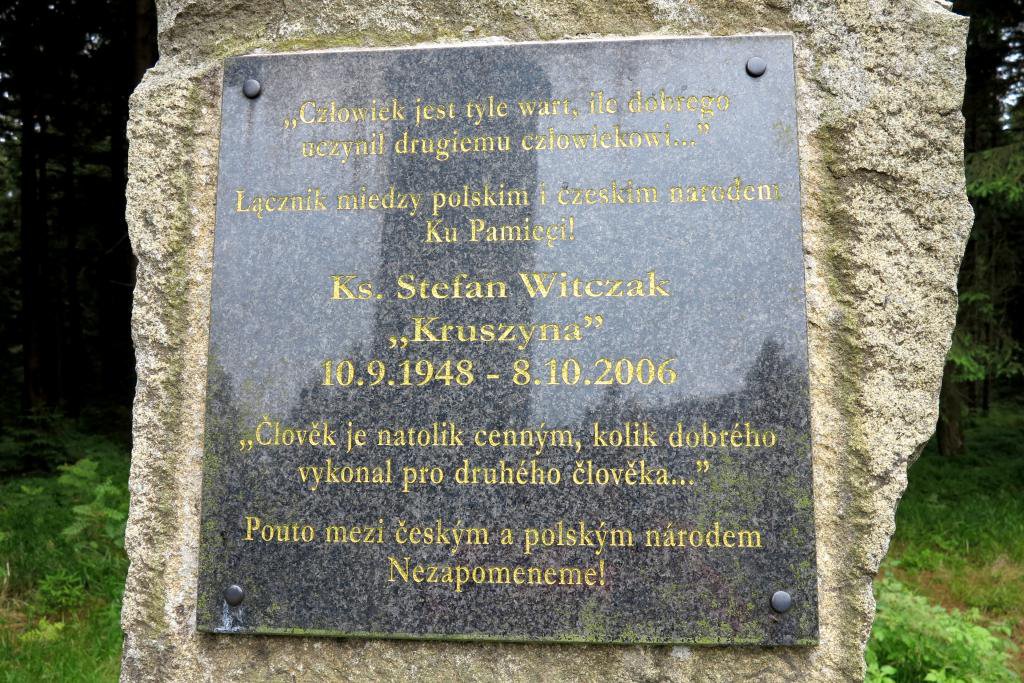 „Człowiek jest tyle wart, ile dobrego
uczynił drugiemu człowiekowi...”
Łącznik miedzy polskim i czeskim narodem
Ku Pamięci!
Ks. Stefan Witczak
„Kruszyna”
10.9.1948 - 8.10.2006
„Člověk je natolik cenným, kolik dobrého
vykonal pro druhého člověka...”
Pouto mezi českým a polským národem
Nezapomeneme!